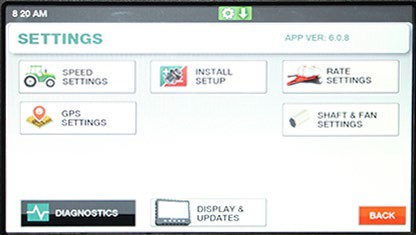 8 20 AM
SETTINGS APP VER: 6.0.8
SPEED SETTINGS
INSTALL SETUP
RATE SETTINGS
GPS SETTINGS
SHAFT & FAN SETTINGS
DIAGNOSTICS
DISPLAY & UPDATES
BACK